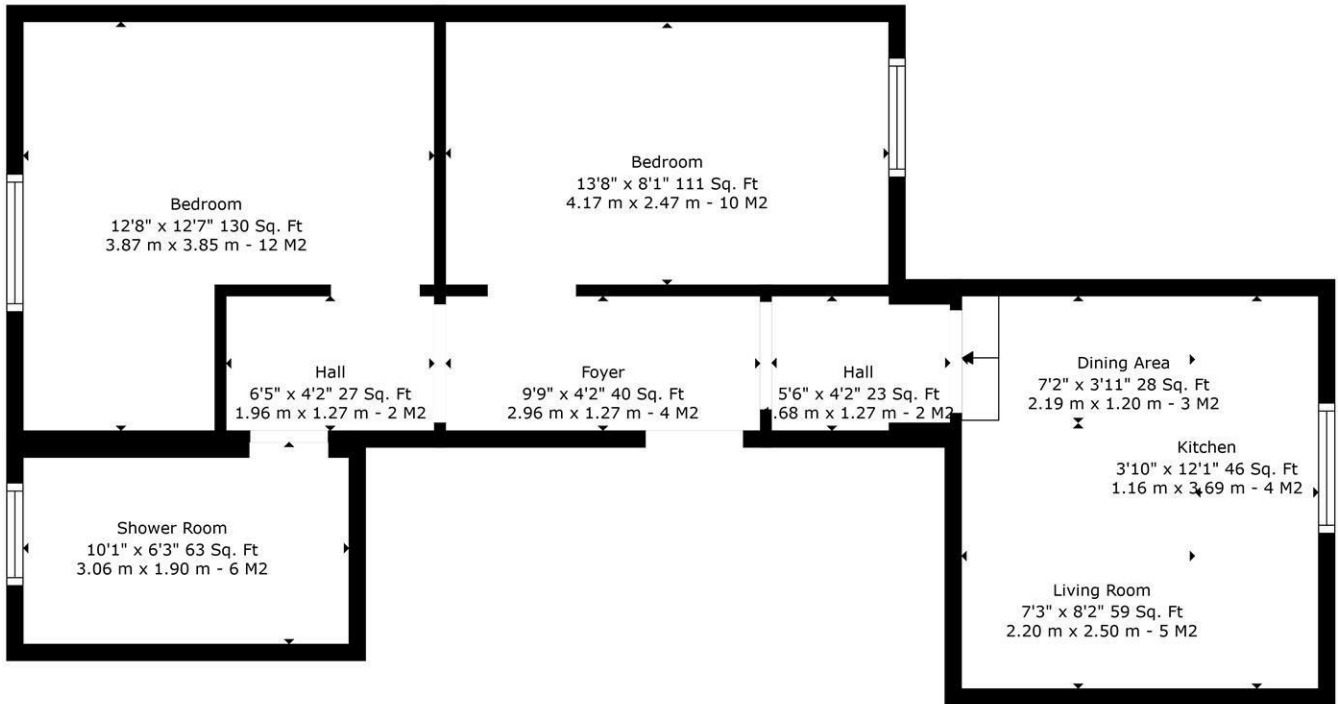 Bedroom
12'8" x 12'7" 130 Sq. Ft
3.87 m x 3.85 m - 12 M2
Bedroom
13'8" x 8'1" 111 Sq. Ft
4.17 m x 2.47 m - 10 M2
Hall
6'5" x 4'2" 27 Sq. Ft
1.96 m x 1.27 m - 2 M2
Foyer
9'9" x 4'2" 40 Sq. Ft
2.96 m x 1.27 m - 4 M2
Hall
5'6" x 4'2" 23 Sq. Ft
.68 m x 1.27 m - 2 M2
Dining Area
7'2" x 3'11" 28 Sq. Ft
2.19 m x 1.20 m - 3 M2
Kitchen
3'10" x 12'1" 46 Sq. Ft
1.16 m x 3.69 m - 4 M2
Shower Room
10'1" x 6'3" 63 Sq. Ft
3.06 m x 1.90 m - 6 M2
Living Room
7'3" x 8'2" 59 Sq. Ft
2.20 m x 2.50 m - 5 M2